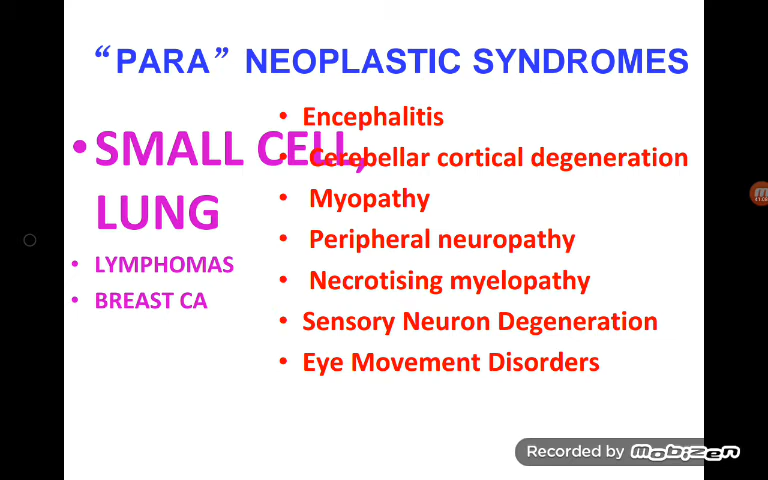 “PARA” NEOPLASTIC SYNDROMES
• SMALL CELL,
LUNG
• LYMPHOMAS
• BREAST CA
• Encephalitis
• Cerebellar cortical degeneration
• Myopathy
• Peripheral neuropathy
• Necrotising myelopathy
• Sensory Neuron Degeneration
• Eye Movement Disorders
Recorded by mobizen